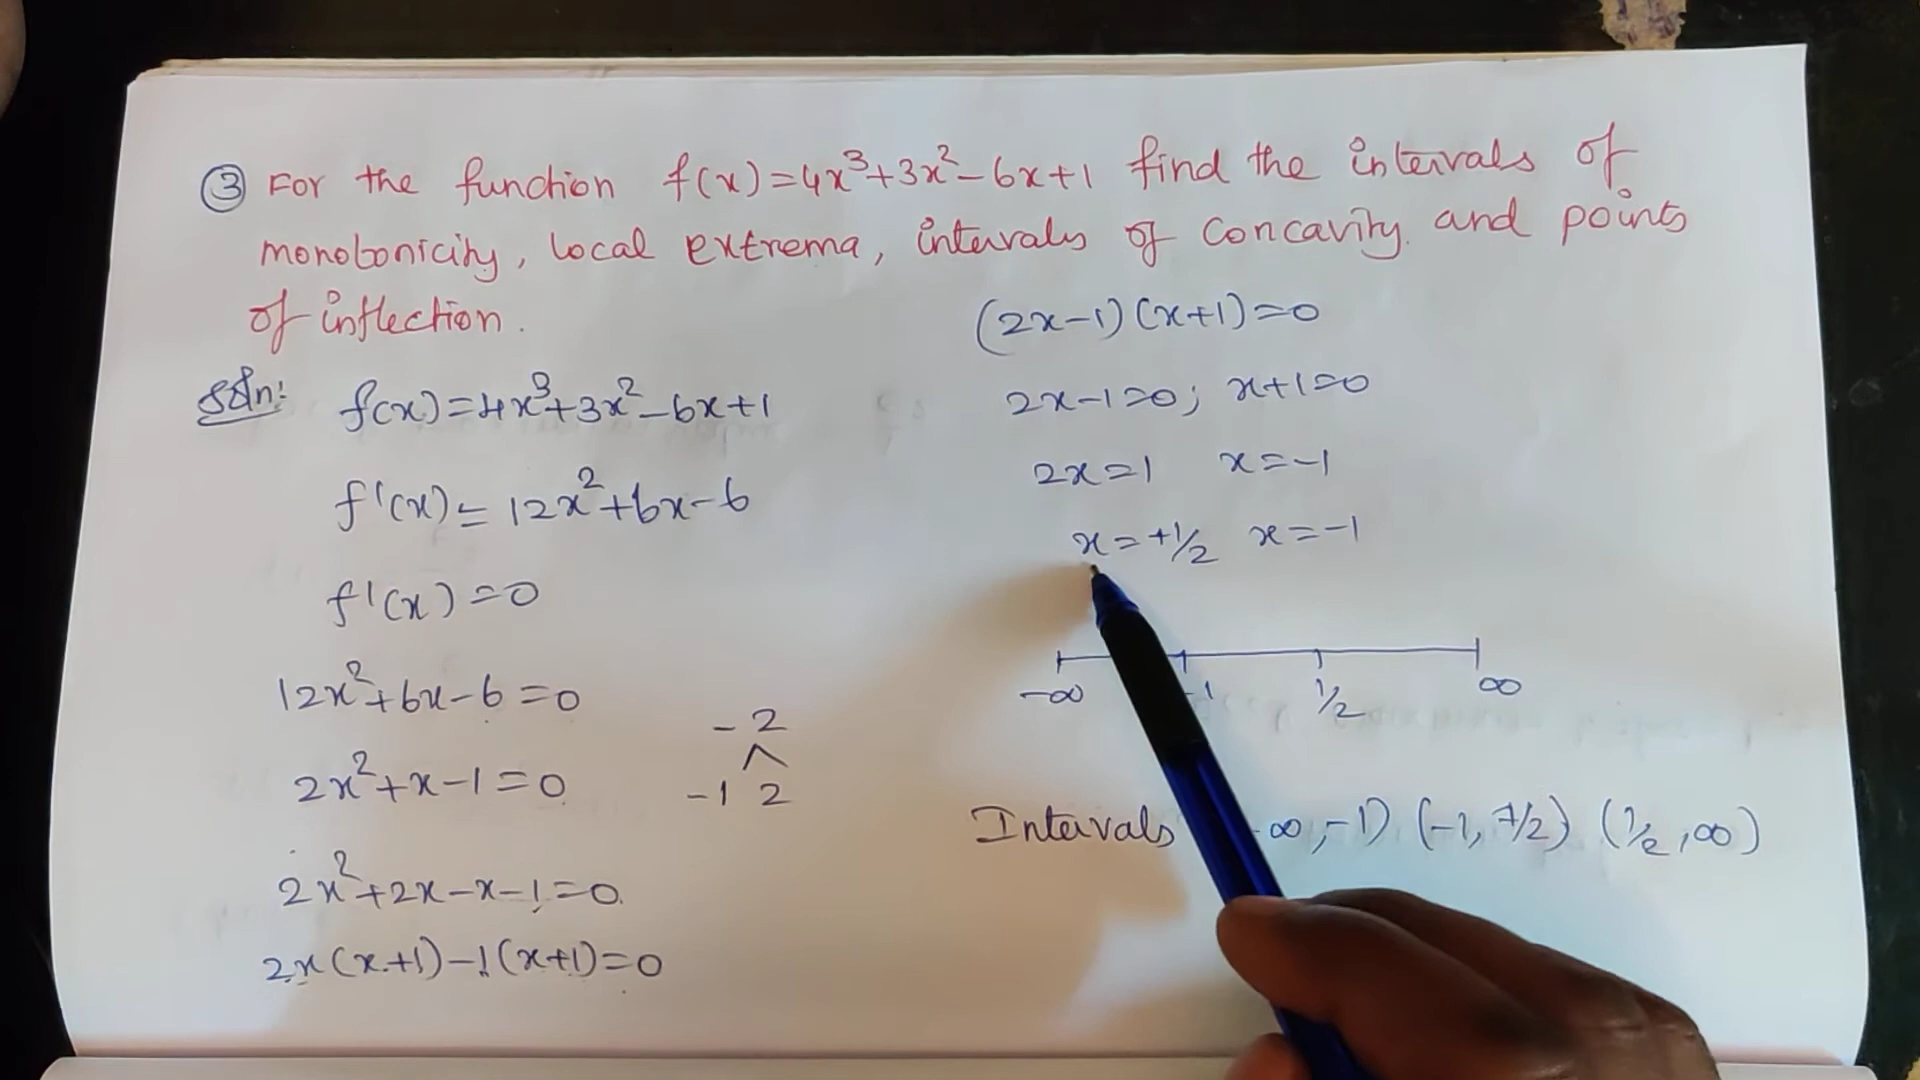 ③ For the function f(x)=4x³+3x²-6x+1 find the intervals of
monotonicity, local extrema, intervals of concavity and points
of inflection.
Soln: f(x)=4x³+3x²-6x+1
f'(x)=12x²+6x-6
f'(x)=0
12x²+6x-6=0
2x²+x-1=0
-2
-1 2
2x²+2x-x-1=0
2x(x+1)-1(x+1)=0
(2x-1)(x+1)=0
2x-1=0; x+1=0
2x=1 x=-1
x=+1/2 x=-1
-∞ -1 1/2 ∞
Intervals -∞,-1) (-1, 1/2) (1/2,∞)